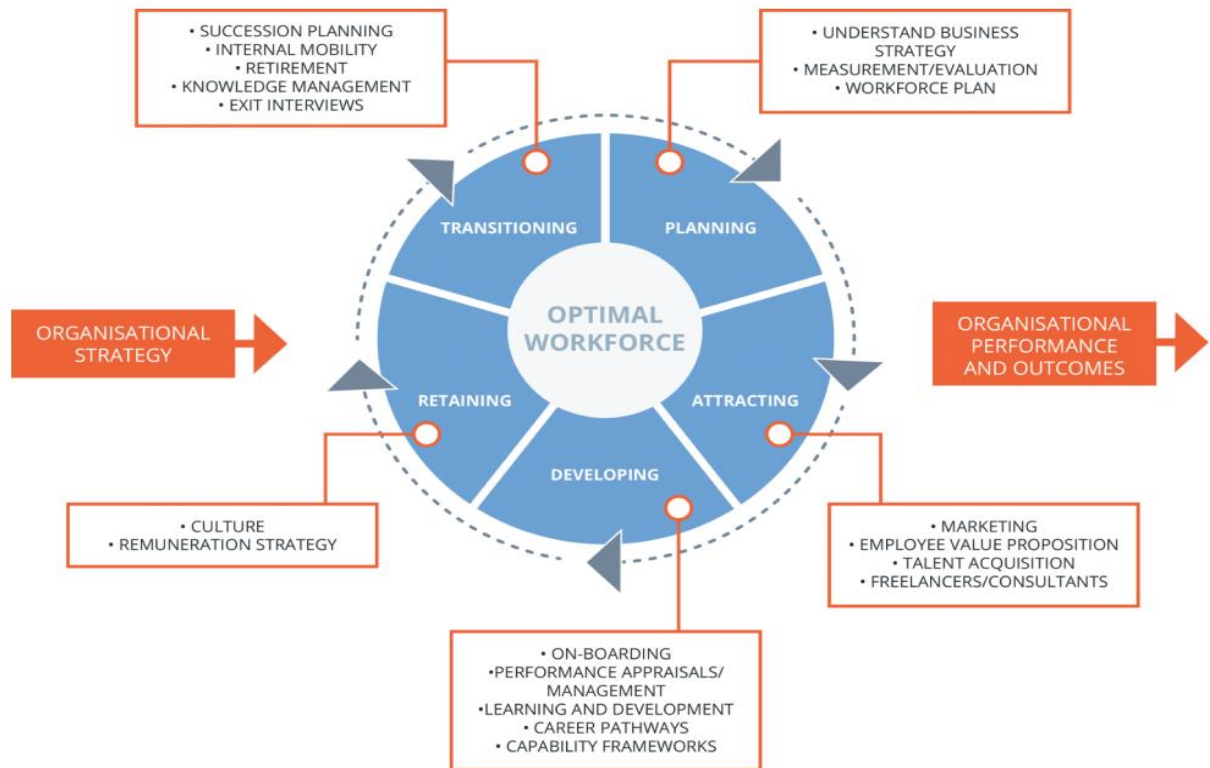 • SUCCESSION PLANNING
• INTERNAL MOBILITY
• RETIREMENT
• KNOWLEDGE MANAGEMENT
• EXIT INTERVIEWS
• UNDERSTAND BUSINESS
STRATEGY
• MEASUREMENT/EVALUATION
• WORKFORCE PLAN
TRANSITIONING
PLANNING
ORGANISATIONAL
STRATEGY
OPTIMAL
WORKFORCE
ORGANISATIONAL
PERFORMANCE
AND OUTCOMES
RETAINING
ATTRACTING
DEVELOPING
• CULTURE
• REMUNERATION STRATEGY
• MARKETING
• EMPLOYEE VALUE PROPOSITION
• TALENT ACQUISITION
• FREELANCERS/CONSULTANTS
• ON-BOARDING
•PERFORMANCE APPRAISALS/
MANAGEMENT
•LEARNING AND DEVELOPMENT
• CAREER PATHWAYS
• CAPABILITY FRAMEWORKS